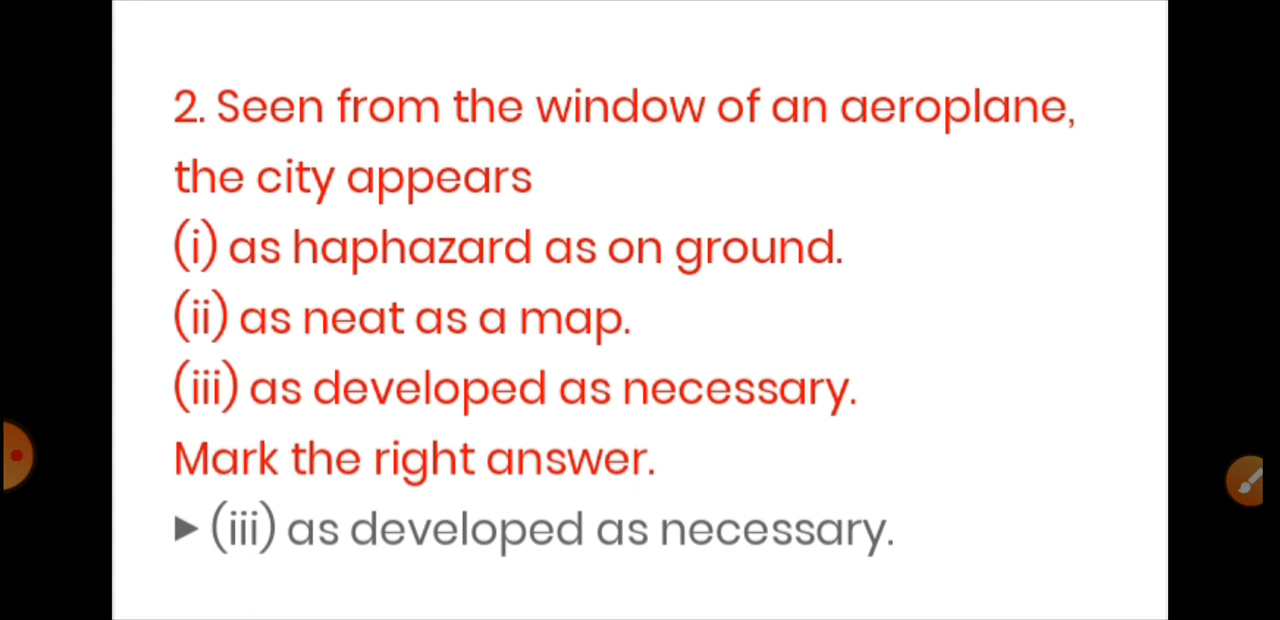 2. Seen from the window of an aeroplane,
the city appears
(i) as haphazard as on ground.
(ii) as neat as a map.
(iii) as developed as necessary.
Mark the right answer.
▶ (iii) as developed as necessary.